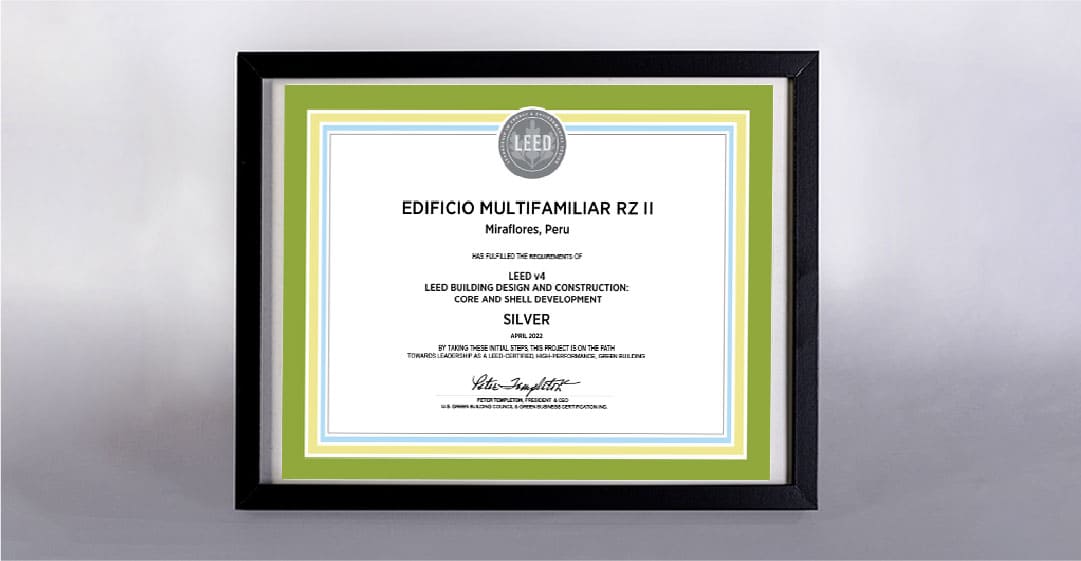 LEED
EDIFICIO MULTIFAMILIAR RZ II
Miraflores, Peru
HAS FULFILLED THE REQUIREMENTS OF
LEED v4
LEED BUILDING DESIGN AND CONSTRUCTION:
CORE AND SHELL DEVELOPMENT
SILVER
APRIL 2022
BY TAKING THESE INITIAL STEPS, THIS PROJECT IS ON THE PATH
TOWARDS LEADERSHIP AS A LEED-CERTIFIED, HIGH-PERFORMANCE, GREEN BUILDING
Peter Templeton
PETER TEMPLETON, PRESIDENT & CEO
U.S. GREEN BUILDING COUNCIL & GREEN BUSINESS CERTIFICATION INC.